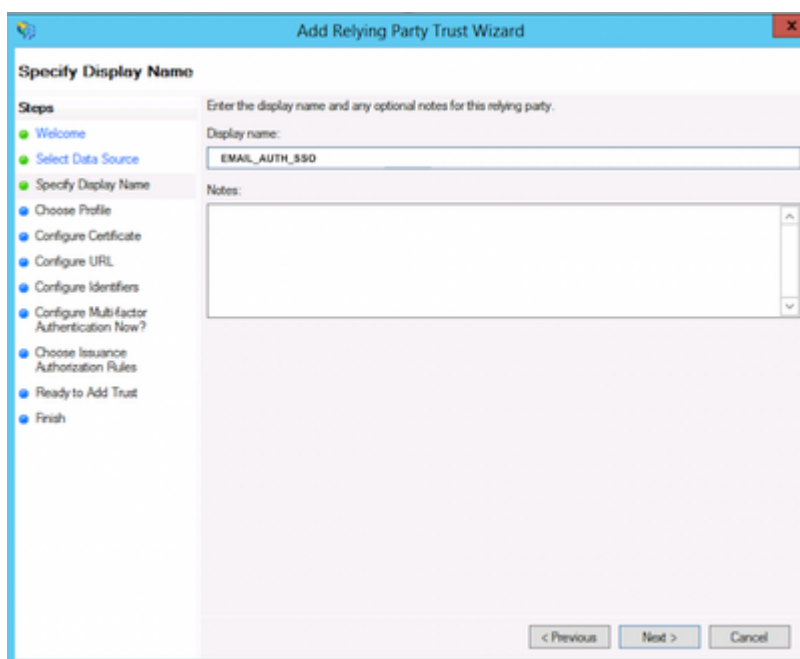 Add Relying Party Trust Wizard
x
Specify Display Name
Steps
Welcome
Select Data Source
Specify Display Name
Choose Profile
Configure Certificate
Configure URL
Configure Identifiers
Configure Multi-factor
Authentication Now?
Choose Issuance
Authorization Rules
Ready to Add Trust
Finish
Enter the display name and any optional notes for this relying party.
Display name:
EMAIL_AUTH_SSO
Notes:
< Previous
Next >
Cancel